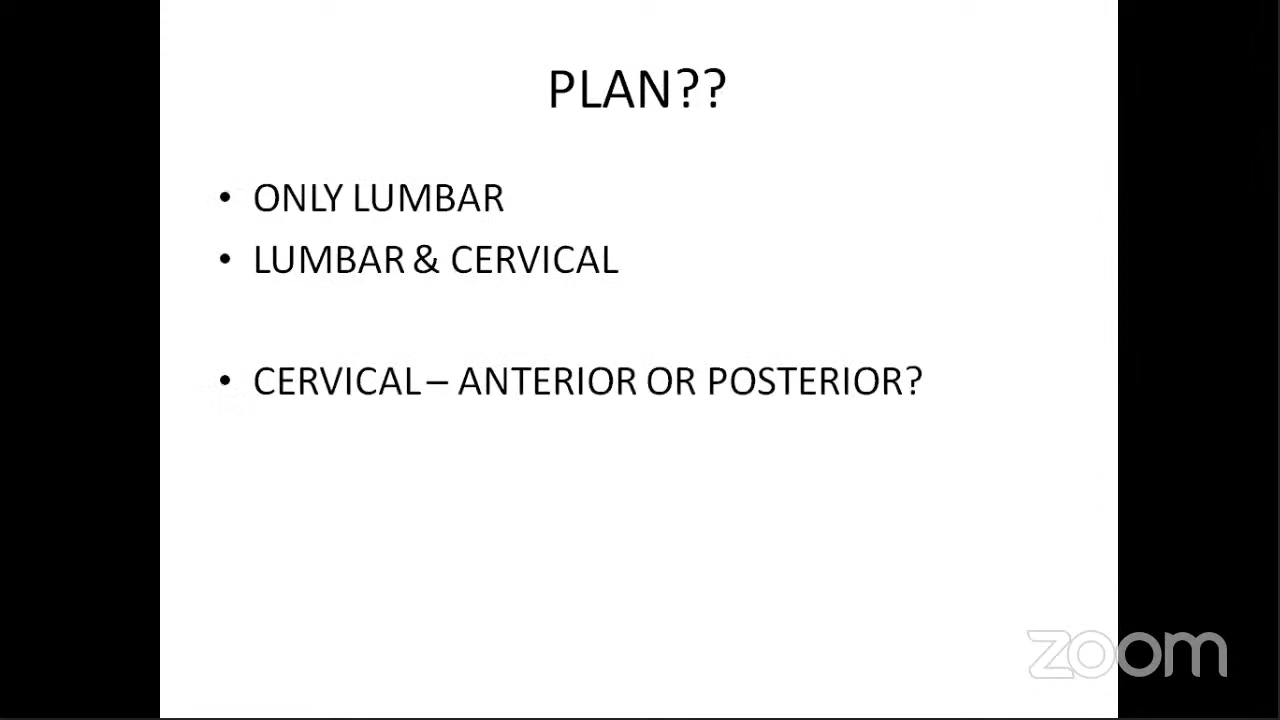 PLAN??
• ONLY LUMBAR
• LUMBAR & CERVICAL
• CERVICAL – ANTERIOR OR POSTERIOR?
zoom